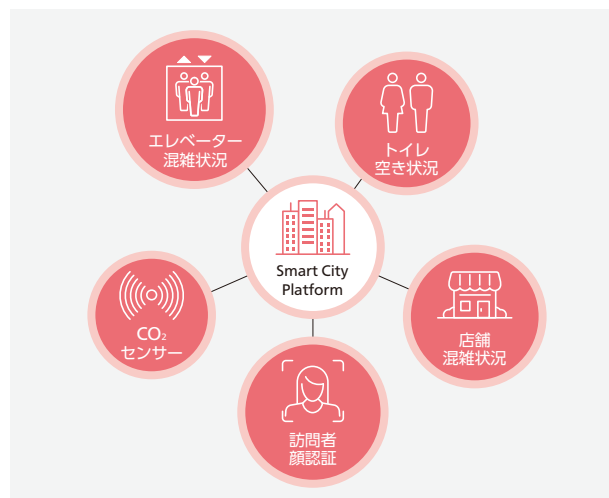 エレベーター
混雑状況
トイレ
空き状況
Smart City
Platform
CO₂
センサー
店舗
混雑状況
訪問者
顔認証